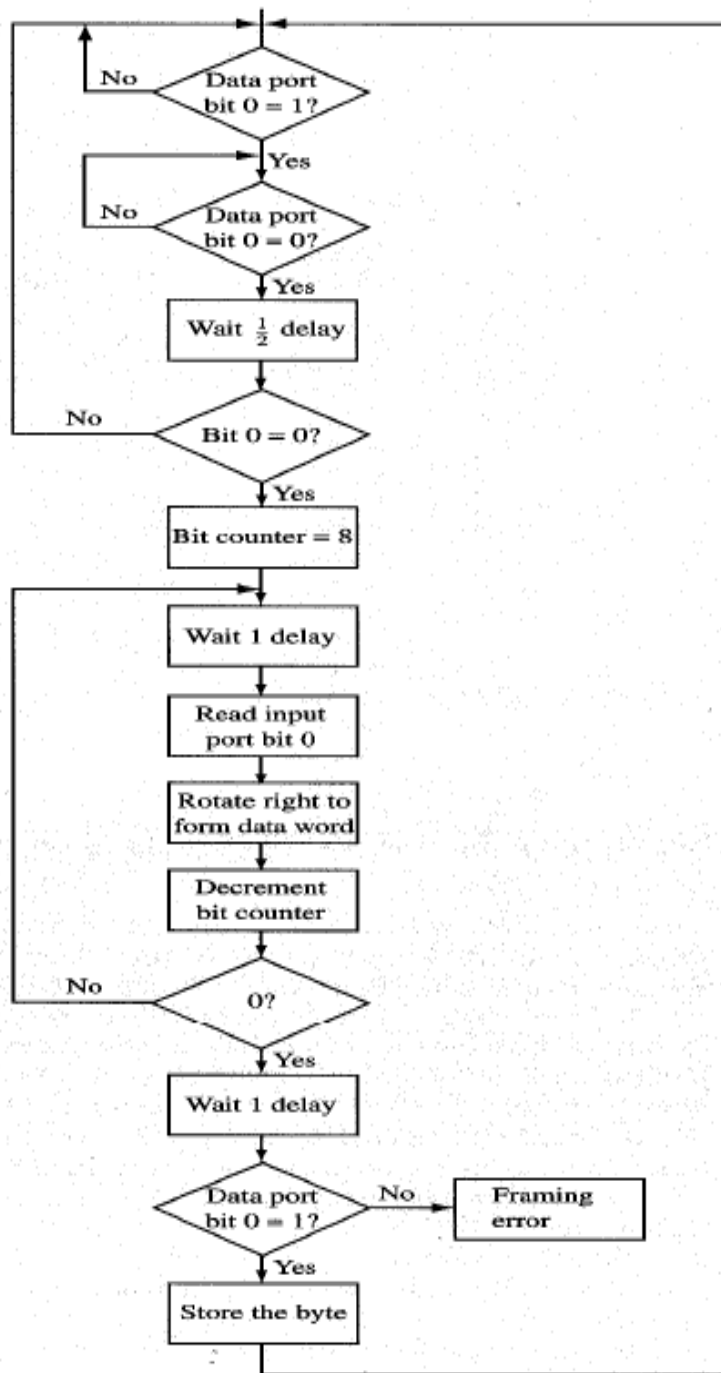 No
Data port
bit 0 = 1?
Yes
No
Data port
bit 0 = 0?
Yes
Wait 1/2 delay
No
Bit 0 = 0?
Yes
Bit counter = 8
Wait 1 delay
Read input
port bit 0
Rotate right to
form data word
Decrement
bit counter
No
0?
Yes
Wait 1 delay
Data port
bit 0 = 1?
No
Framing
error
Yes
Store the byte